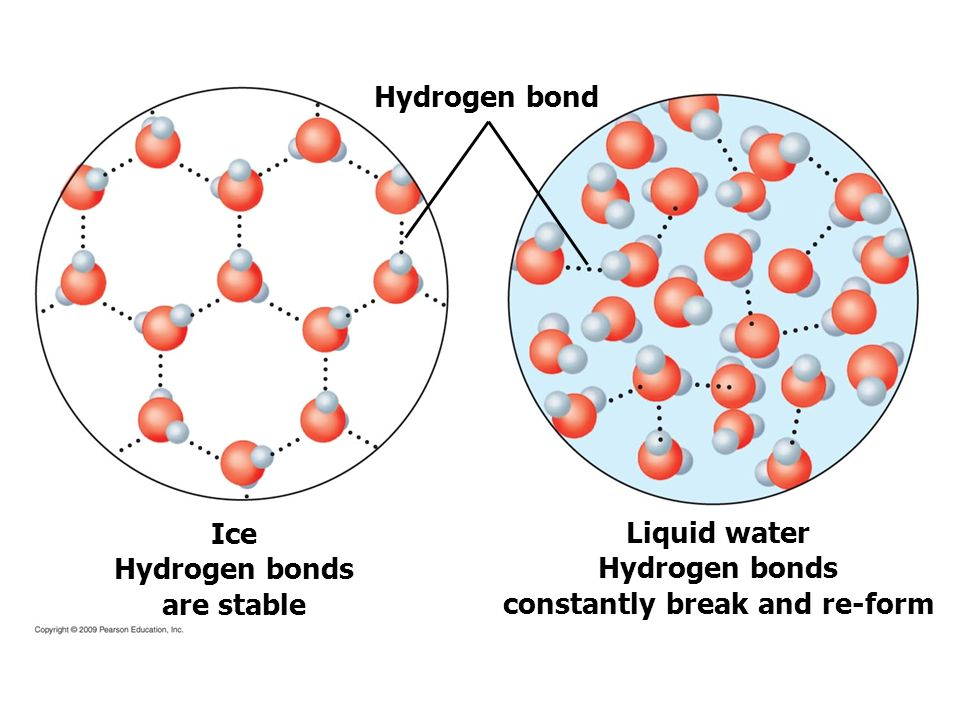 Hydrogen bond
Ice
Hydrogen bonds
are stable
Liquid water
Hydrogen bonds
constantly break and re-form
Copyright © 2009 Pearson Education, Inc.